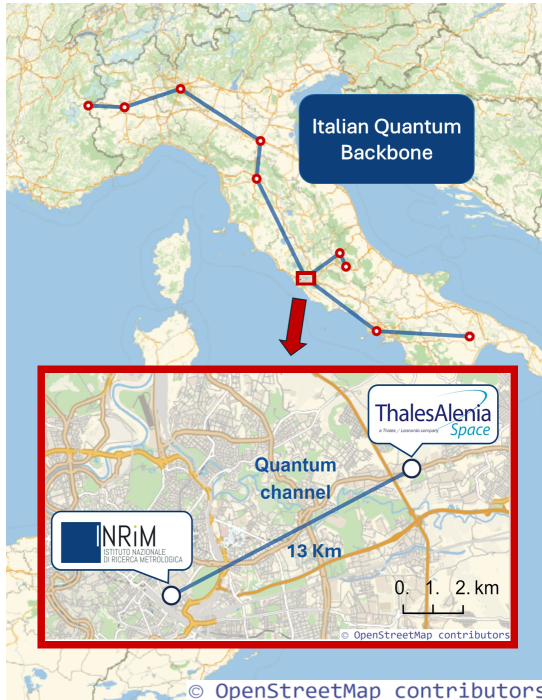 Italian Quantum
Backbone
ThalesAlenia
a Thales / Leonardo company
Space
Quantum
channel
13 Km
INRiM
ISTITUTO NAZIONALE
DI RICERCA METROLOGICA
0. 1. 2. km
© OpenStreetMap contributors
© OpenStreetMap contributors